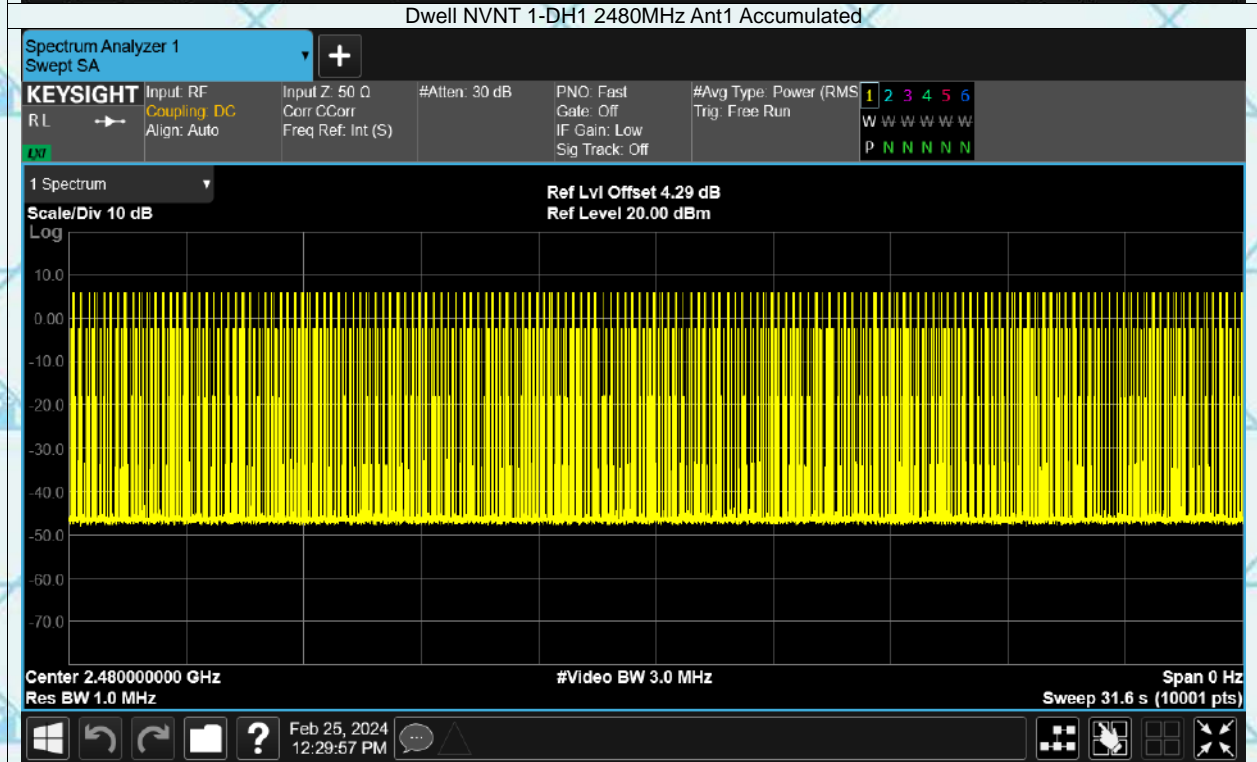 Dwell NVNT 1-DH1 2480MHz Ant1 Accumulated
Spectrum Analyzer 1
Swept SA
KEYSIGHT
RL
LXI
Input: RF
Coupling: DC
Align: Auto
Input Z: 50 Ω
Corr CCorr
Freq Ref: Int (S)
#Atten: 30 dB
PNO: Fast
Gate: Off
IF Gain: Low
Sig Track: Off
#Avg Type: Power (RMS
Trig: Free Run
1 2 3 4 5 6
W W W W W W
P N N N N N
1 Spectrum
Scale/Div 10 dB
Ref Lvl Offset 4.29 dB
Ref Level 20.00 dBm
Log
10.0
0.00
-10.0
-20.0
-30.0
-40.0
-50.0
-60.0
-70.0
Center 2.480000000 GHz
Res BW 1.0 MHz
#Video BW 3.0 MHz
Span 0 Hz
Sweep 31.6 s (10001 pts)
?
Feb 25, 2024
12:29:57 PM